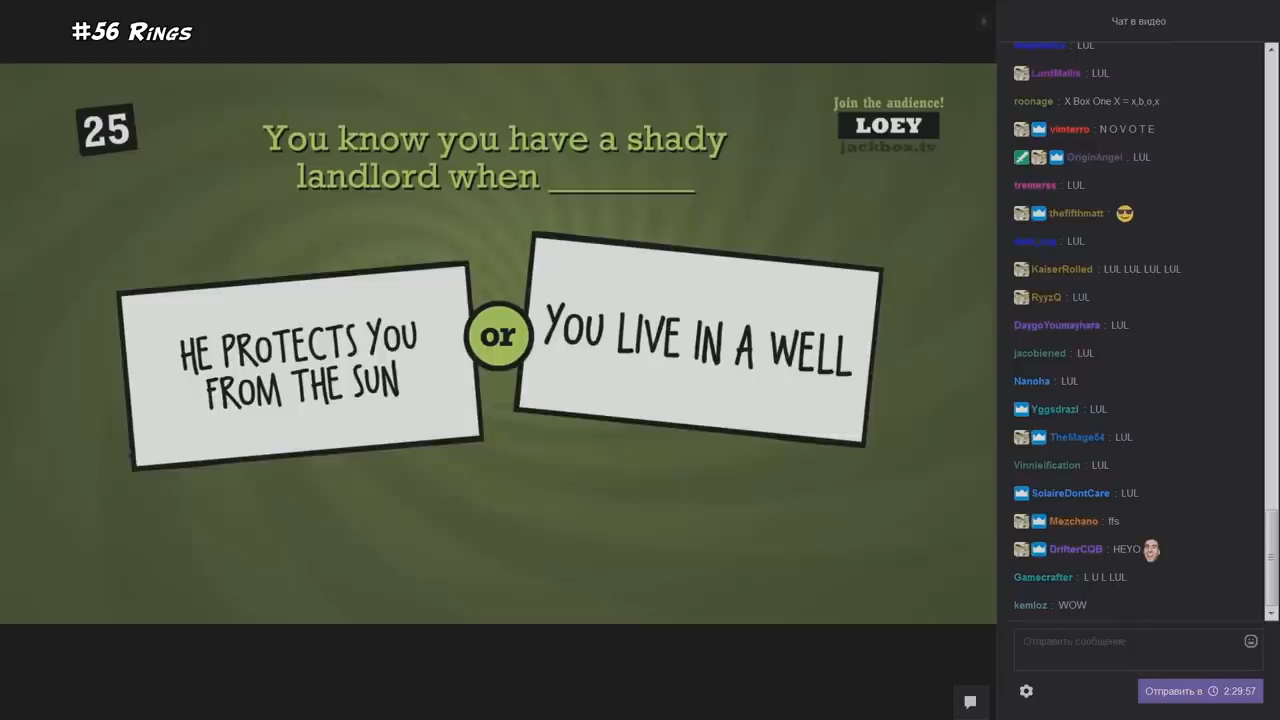 #56 Rings
25
You know you have a shady
landlord when ________
Join the audience!
LOEY
jackbox.tv
HE PROTECTS YOU
FROM THE SUN
or
YOU LIVE IN A WELL
Чат в видео
: LUL
LardMallis : LUL
roonage : X Box One X = x,b,o,x
vimterro : N O V O T E
OriginAngel : LUL
tremerss : LUL
thefifthmatt :
: LUL
KaiserRolled : LUL LUL LUL LUL
RyyzQ : LUL
DaygoYoumayhara : LUL
jacobiened : LUL
Nanoha : LUL
Yggsdrazl : LUL
TheMage54 : LUL
Vinnieification : LUL
SolaireDontCare : LUL
Mezchano : ffs
DrifterCQB : HEYO
Gamecrafter : L U L LUL
kemloz : WOW
Отправить сообщение
Отправить в 2:29:57